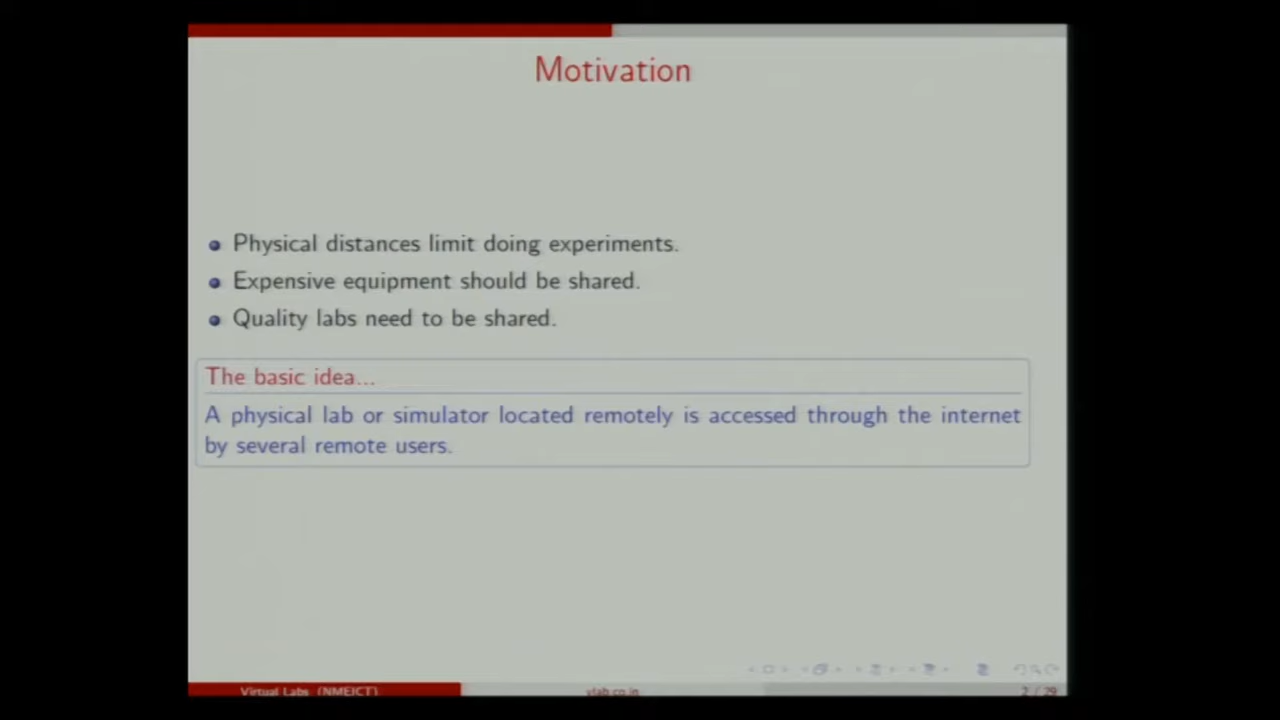 Motivation
Physical distances limit doing experiments.
Expensive equipment should be shared.
Quality labs need to be shared.
The basic idea...
A physical lab or simulator located remotely is accessed through the internet
by several remote users.
Virtual Labs (NMEICT)
vlab.co.in
2 / 29